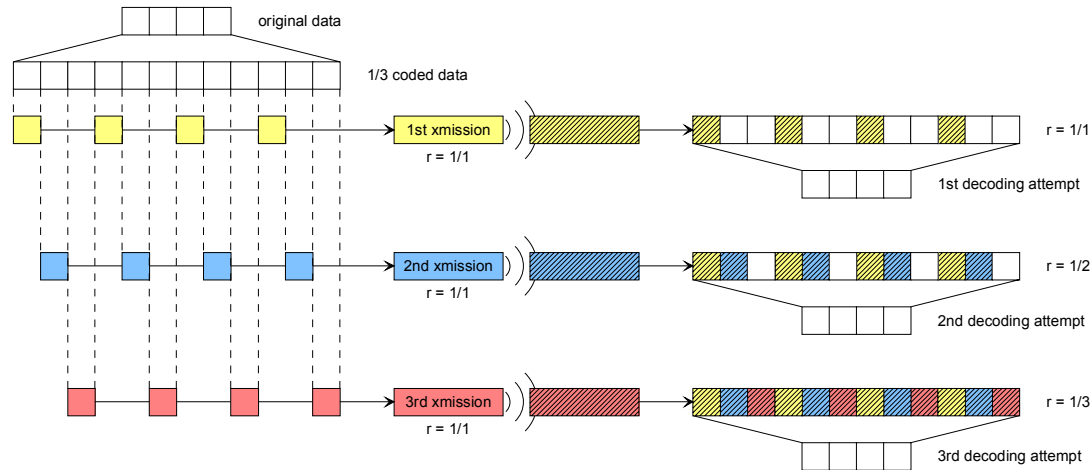 original data
1/3 coded data
1st xmission
r = 1/1
r = 1/1
1st decoding attempt
2nd xmission
r = 1/1
r = 1/2
2nd decoding attempt
3rd xmission
r = 1/1
r = 1/3
3rd decoding attempt